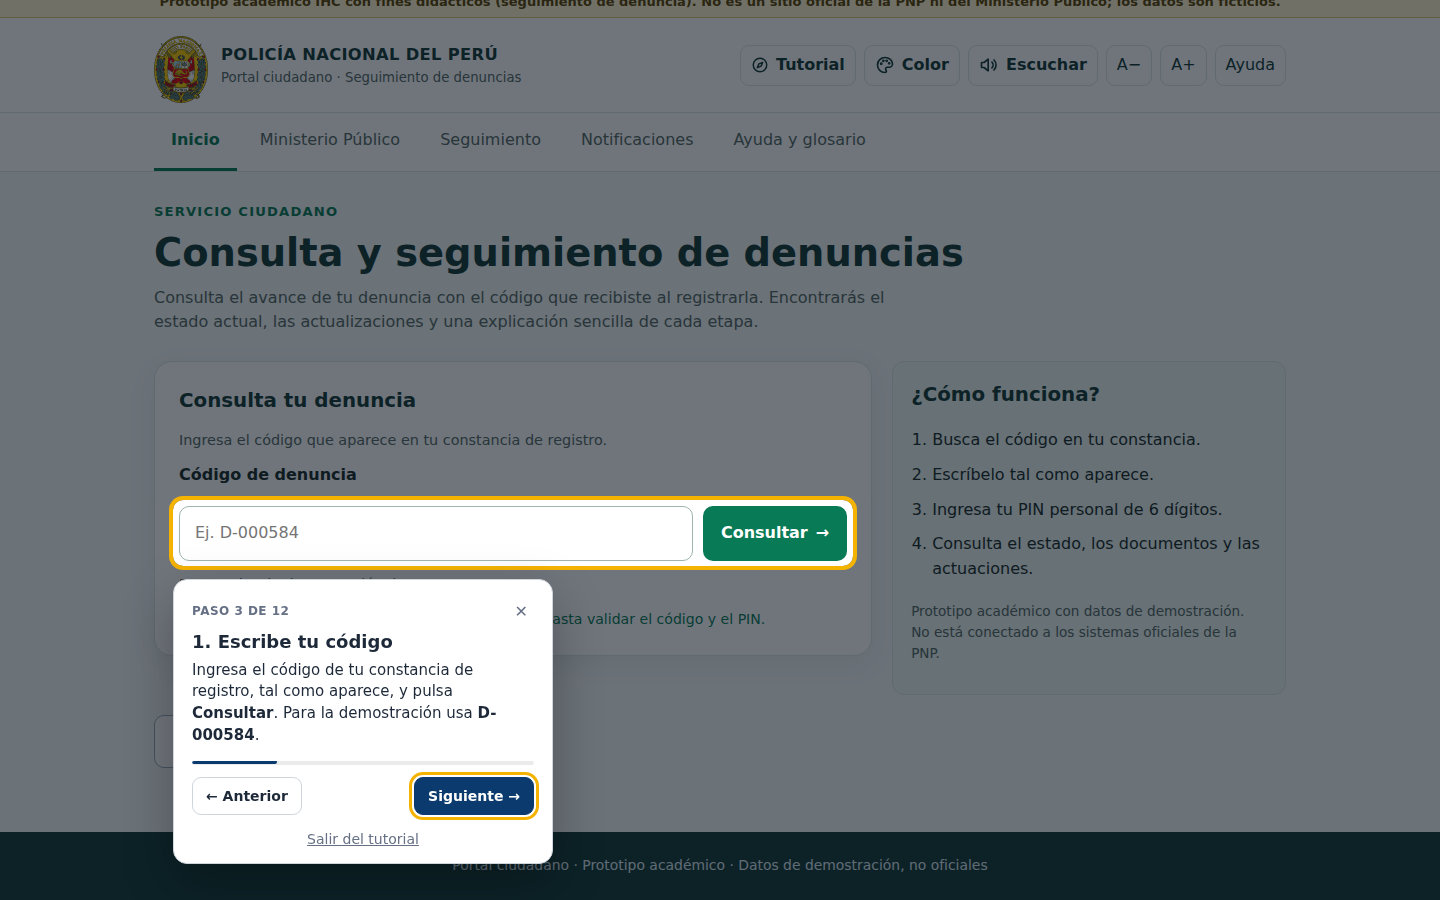 Prototipo académico IHC con fines didácticos (seguimiento de denuncia). No es un sitio oficial de la PNP ni del Ministerio Público; los datos son ficticios.
POLICÍA NACIONAL DEL PERÚ
Portal ciudadano · Seguimiento de denuncias
Tutorial
Color
Escuchar
A−
A+
Ayuda
Inicio
Ministerio Público
Seguimiento
Notificaciones
Ayuda y glosario
SERVICIO CIUDADANO
Consulta y seguimiento de denuncias
Consulta el avance de tu denuncia con el código que recibiste al registrarla. Encontrarás el
estado actual, las actualizaciones y una explicación sencilla de cada etapa.
Consulta tu denuncia
Ingresa el código que aparece en tu constancia de registro.
Código de denuncia
Ej. D-000584
Consultar →
asta validar el código y el PIN.
PASO 3 DE 12
✕
1. Escribe tu código
Ingresa el código de tu constancia de
registro, tal como aparece, y pulsa
Consultar. Para la demostración usa D-
000584.
← Anterior
Siguiente →
Salir del tutorial
¿Cómo funciona?
1. Busca el código en tu constancia.
2. Escríbelo tal como aparece.
3. Ingresa tu PIN personal de 6 dígitos.
4. Consulta el estado, los documentos y las
actuaciones.
Prototipo académico con datos de demostración.
No está conectado a los sistemas oficiales de la
PNP.
Portal ciudadano · Prototipo académico · Datos de demostración, no oficiales